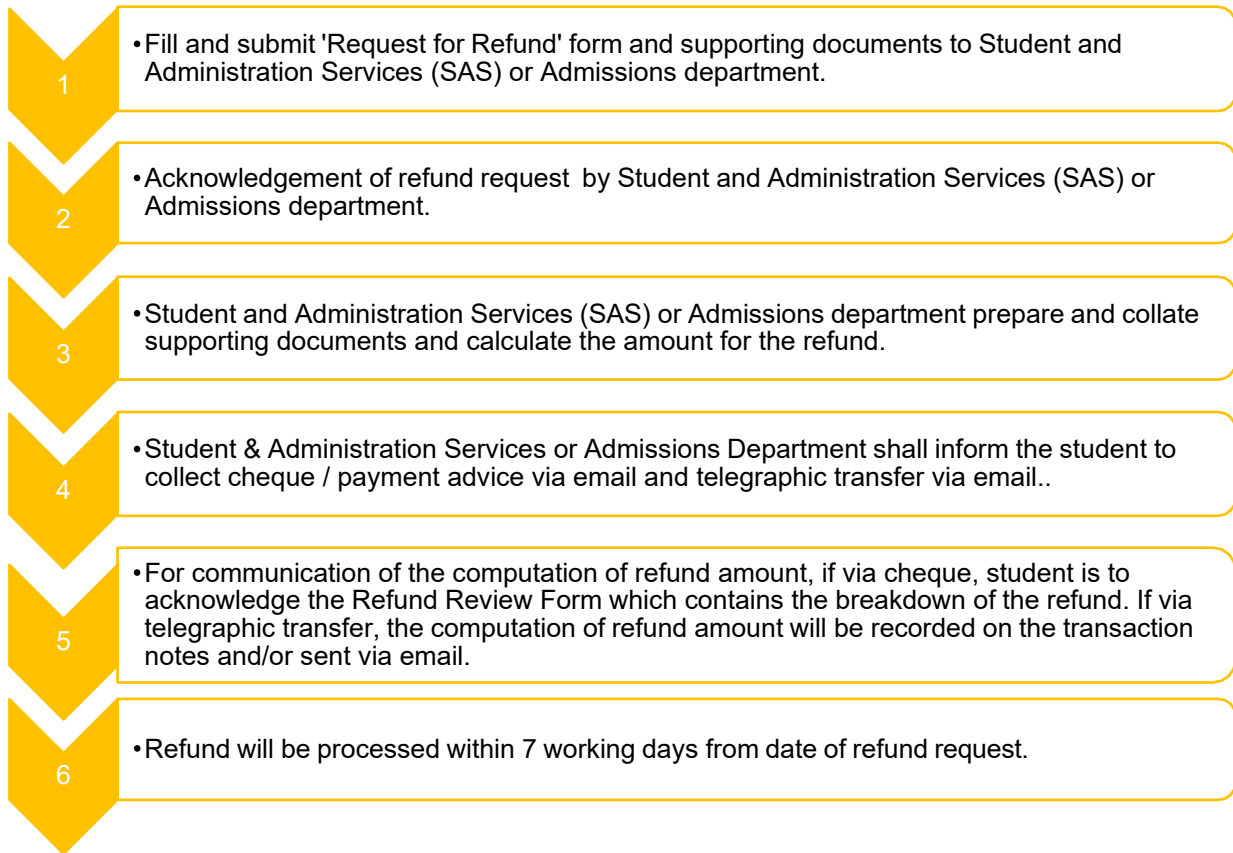 1
•Fill and submit 'Request for Refund' form and supporting documents to Student and
Administration Services (SAS) or Admissions department.
2
•Acknowledgement of refund request by Student and Administration Services (SAS) or
Admissions department.
3
•Student and Administration Services (SAS) or Admissions department prepare and collate
supporting documents and calculate the amount for the refund.
4
•Student & Administration Services or Admissions Department shall inform the student to
collect cheque / payment advice via email and telegraphic transfer via email..
5
•For communication of the computation of refund amount, if via cheque, student is to
acknowledge the Refund Review Form which contains the breakdown of the refund. If via
telegraphic transfer, the computation of refund amount will be recorded on the transaction
notes and/or sent via email.
6
•Refund will be processed within 7 working days from date of refund request.